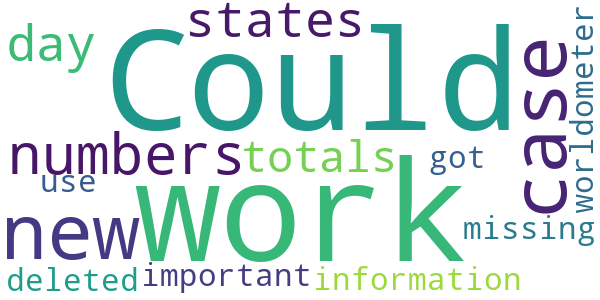 states
day
Could
case
worldometer
numbers
totals
got
use
work
new
missing
deleted
important
information